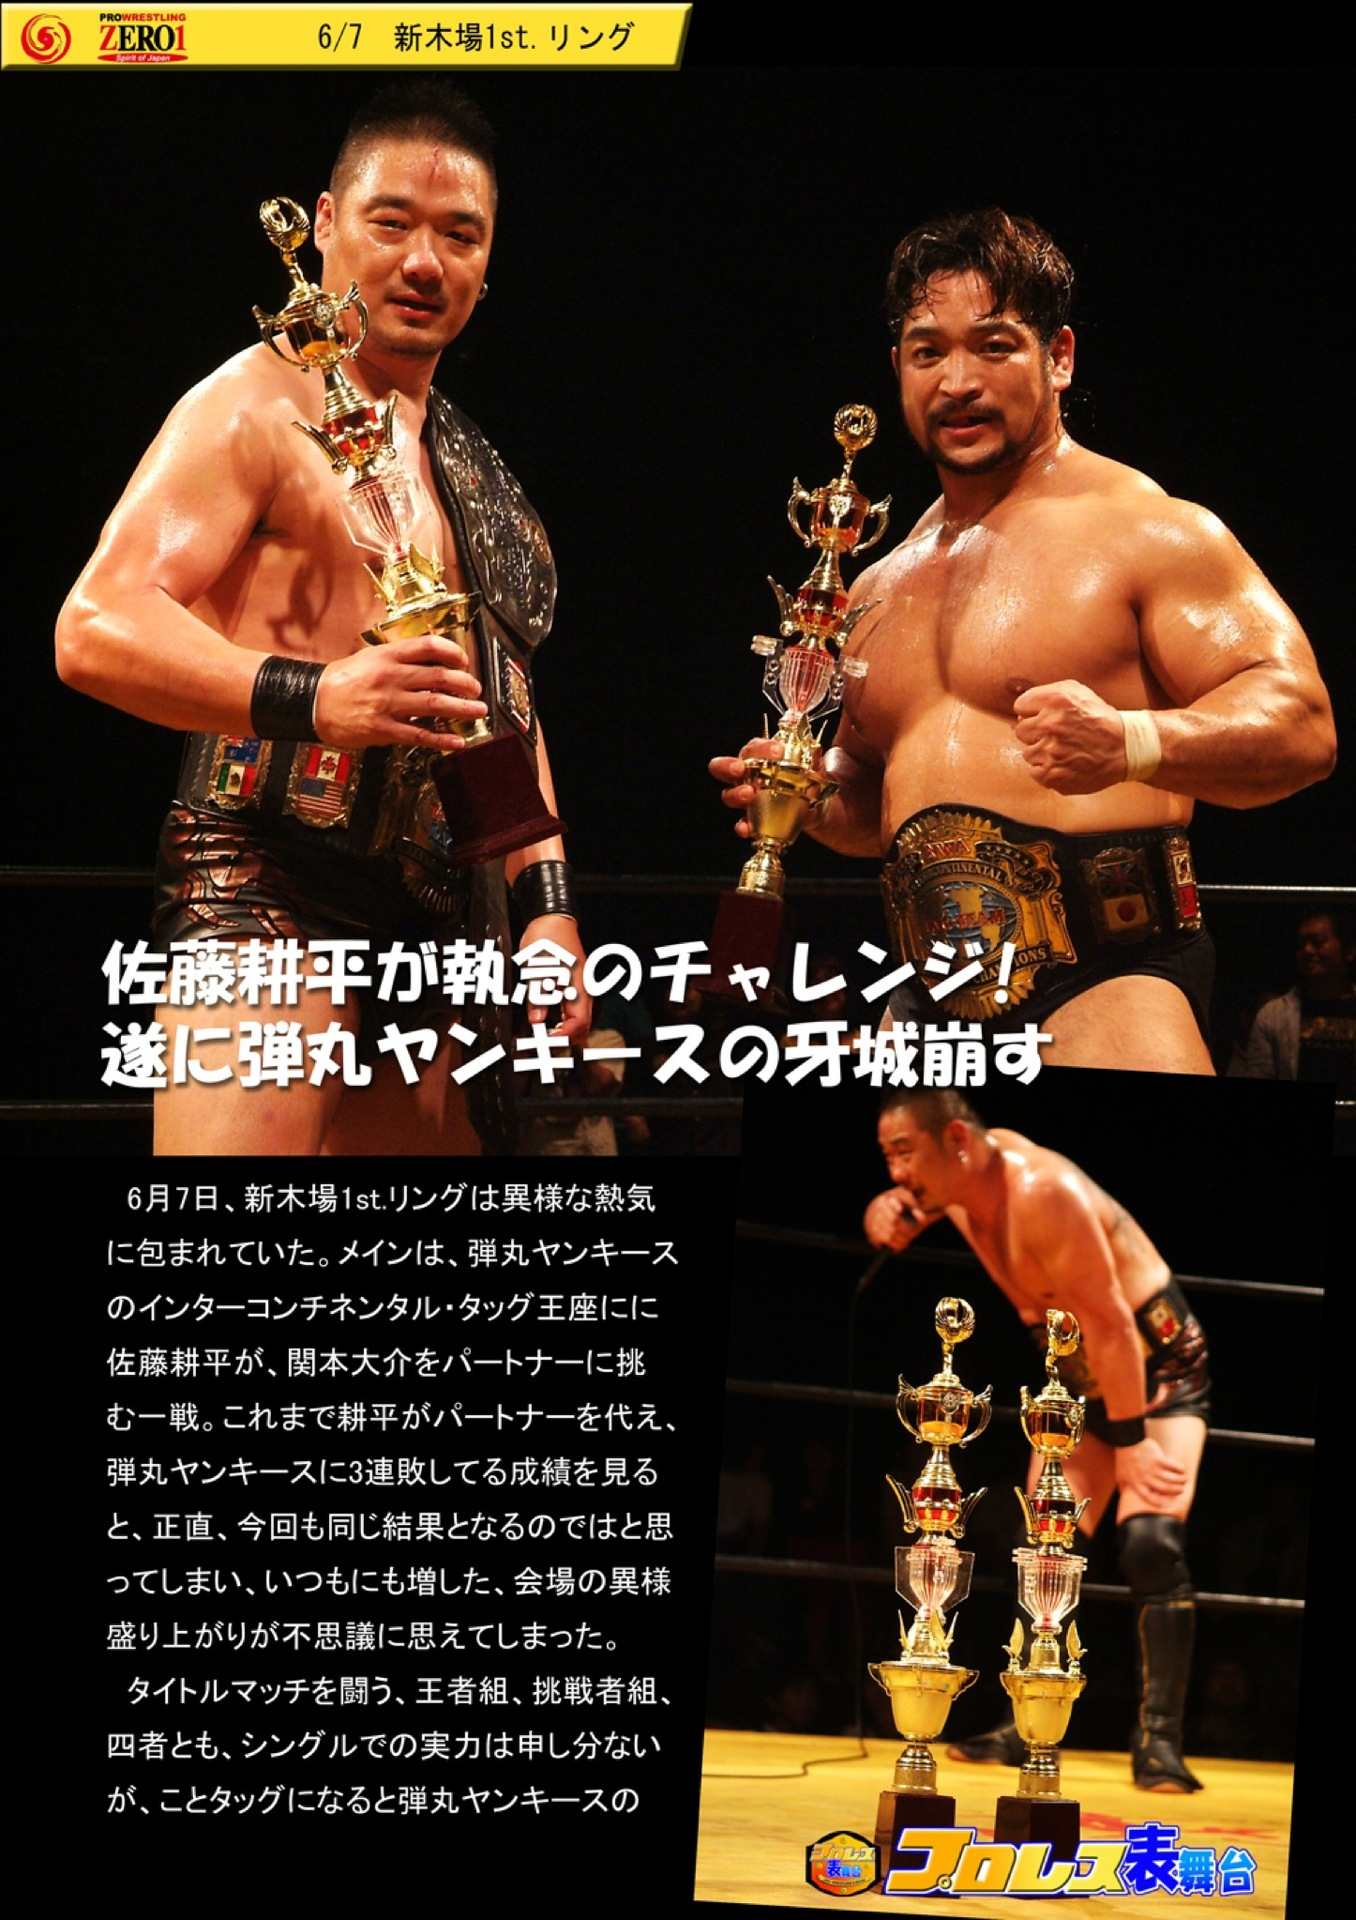 PROWRESTLING
ZERO1
Spirit of Japan
6/7 新木場1st.リング
NWA
TAG TEAM
佐藤耕平が執念のチャレンジ!
遂に弾丸ヤンキースの牙城崩す
6月7日、新木場1st.リングは異様な熱気
に包まれていた。メインは、弾丸ヤンキース
のインターコンチネンタル・タッグ王座にに
佐藤耕平が、関本大介をパートナーに挑
む一戦。これまで耕平がパートナーを代え、
弾丸ヤンキースに3連敗してる成績を見る
と、正直、今回も同じ結果となるのではと思
ってしまい、いつもにも増した、会場の異様
盛り上がりが不思議に思えてしまった。
タイトルマッチを闘う、王者組、挑戦者組、
四者とも、シングルでの実力は申し分ない
が、ことタッグになると弾丸ヤンキースの
プロレス表舞台
プロレス表舞台